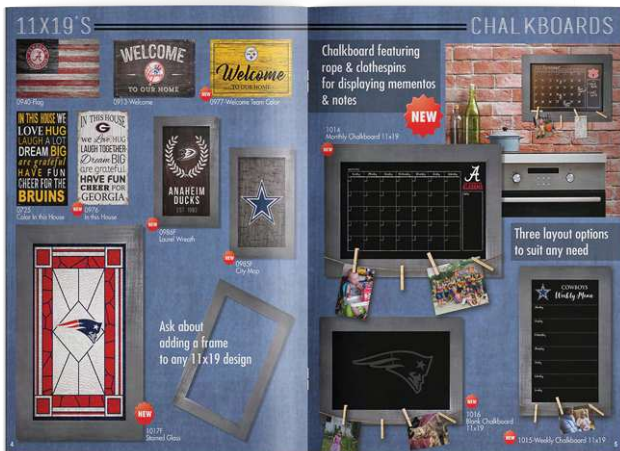 11X19'S
0940-Flag
WELCOME
TO OUR HOME
0913-Welcome
Welcome
TO OUR HOME
NEW
0977-Welcome Team Color
IN THIS HOUSE WE
LOVE HUG
LAUGH A LOT
DREAM BIG
are grateful
HAVE FUN
CHEER FOR THE
BRUINS
Color In this House
IN THIS HOUSE
G
we Love HUG
LAUGH TOGETHER
Dream BIG
are grateful
HAVE FUN
CHEER FOR
GEORGIA
NEW
0976
In this House
ANAHEIM
DUCKS
EST. 1993
NEW
0986F
Laurel Wreath
NEW
0985F
City Map
NEW
1017F
Stained Glass
Ask about
adding a frame
to any 11x19 design
4
CHALKBOARDS
Chalkboard featuring
rope & clothespins
for displaying mementos
& notes
NEW
1014
Monthly Chalkboard 11x19
NEW
A
Three layout options
to suit any need
COWBOYS
Weekly Menu
NEW
1016
Blank Chalkboard
11x19
NEW
1015-Weekly Chalkboard 11x19
5